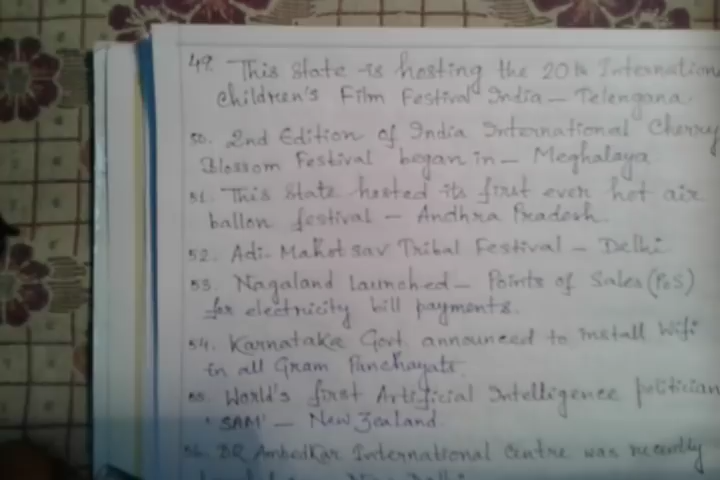 49. This state is hosting the 20th Internation
Children's Film Festival India – Telengana.
50. 2nd Edition of India International Cherry
Blossom Festival began in – Meghalaya
51. This state hosted its first ever hot air
ballon festival – Andhra Pradesh
52. Adi-Mahotsav Tribal Festival – Delhi
53. Nagaland Launched – Points of Sales (PoS)
for electricity bill payments.
54. Karnataka Govt. announced to install Wifi
in all Gram Panchayats.
55. World's first Artificial Intelligence politician
'SAM' – New Zealand
56. DR Ambedkar International Centre was recently